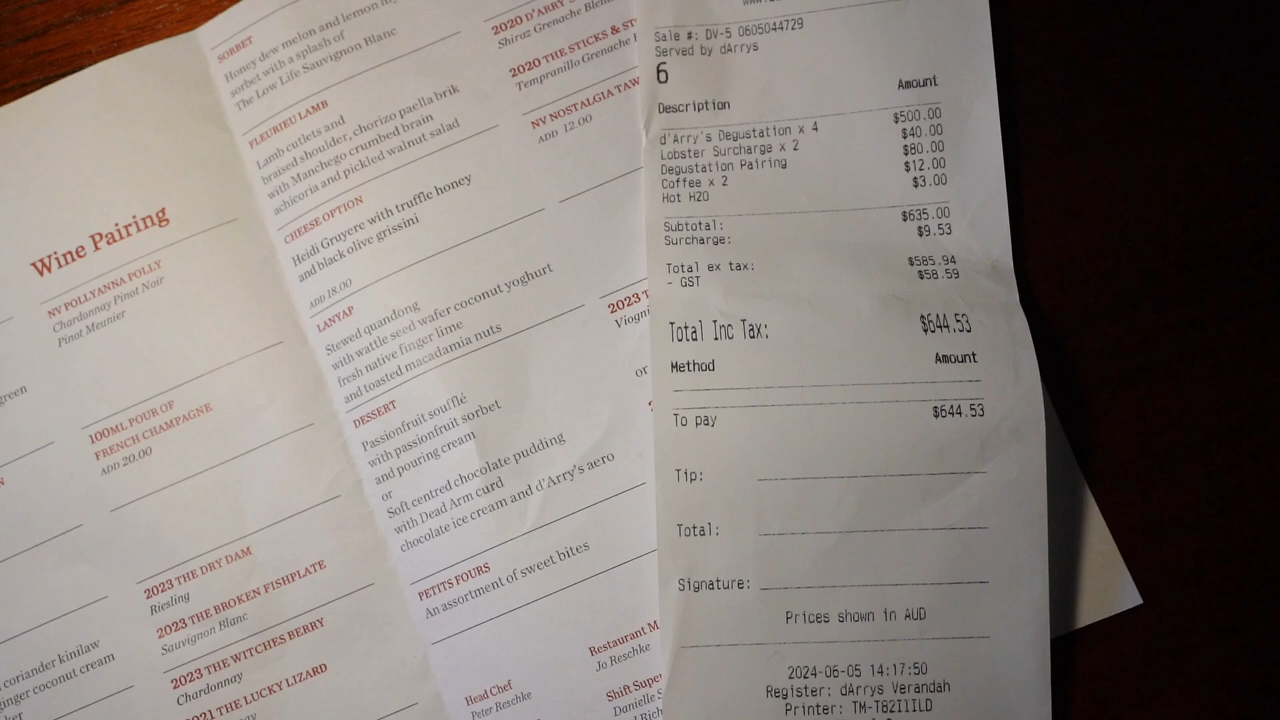 Wine Pairing
NV POLLYANNA POLLY
Chardonnay Pinot Noir
Pinot Meunier
green
100ML POUR OF
FRENCH CHAMPAGNE
ADD 20.00
2023 THE DRY DAM
Riesling
2023 THE BROKEN FISHPLATE
Sauvignon Blanc
2023 THE WITCHES BERRY
Chardonnay
2021 THE LUCKY LIZARD
coriander kinilaw
ginger coconut cream
SORBET
Honey dew melon and lemon
sorbet with a splash of
The Low Life Sauvignon Blanc
FLEURIEU LAMB
Lamb cutlets and
braised shoulder, chorizo paella brik
with Manchego crumbed brain
achicoria and pickled walnut salad
CHEESE OPTION
Heidi Gruyere with truffle honey
and black olive grissini
ADD 18.00
LANYAP
Stewed quandong
with wattle seed wafer coconut yoghurt
fresh native finger lime
and toasted macadamia nuts
DESSERT
Passionfruit soufflé
with passionfruit sorbet
and pouring cream
or
Soft centred chocolate pudding
with Dead Arm curd
chocolate ice cream and d'Arry's aero
PETITS FOURS
An assortment of sweet bites
Head Chef
Peter Reschke
Restaurant M
Jo Reschke
Shift Super
Danielle S
2020 D'ARRY'S
Shiraz Grenache Blend
2020 THE STICKS & ST
Tempranillo Grenache
NV NOSTALGIA TAW
ADD 12.00
2023 T
Viogni
or
Sale #: DV-5 0605044729
Served by dArrys
6
Description Amount
d'Arry's Degustation x 4 $500.00
Lobster Surcharge x 2 $40.00
Degustation Pairing $80.00
Coffee x 2 $12.00
Hot H2O $3.00
Subtotal: $635.00
Surcharge: $9.53
Total ex tax: $585.94
- GST $58.59
Total Inc Tax: $644.53
Method Amount
To pay $644.53
Tip:
Total:
Signature:
Prices shown in AUD
2024-06-05 14:17:50
Register: dArrys Verandah
Printer: TM-T82IIILD